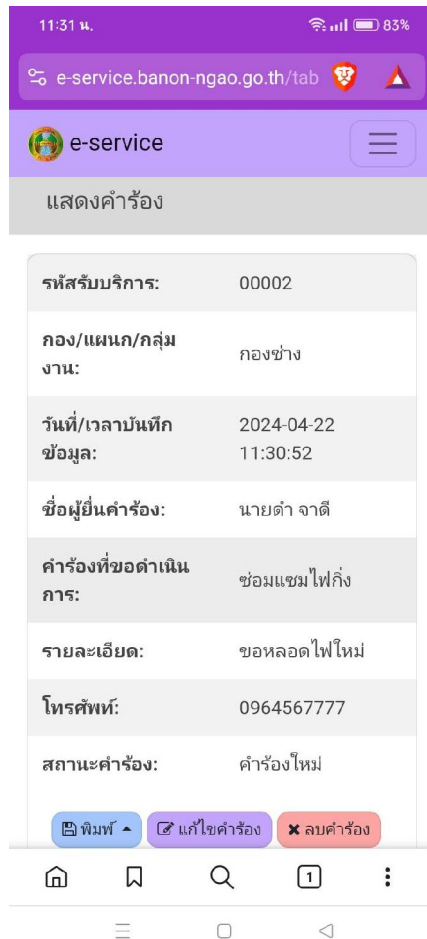 11:31 น. 83%
e-service.banon-ngao.go.th/tab
e-service
แสดงคำร้อง
รหัสรับบริการ: 00002
กอง/แผนก/กลุ่ม
งาน: กองช่าง
วันที่/เวลาบันทึก 2024-04-22
ข้อมูล: 11:30:52
ชื่อผู้ยื่นคำร้อง: นายดำ จาดี
คำร้องที่ขอดำเนิน
การ: ซ่อมแซมไฟกิ่ง
รายละเอียด: ขอหลอดไฟใหม่
โทรศัพท์: 0964567777
สถานะคำร้อง: คำร้องใหม่
พิมพ์ แก้ไขคำร้อง ลบคำร้อง
1